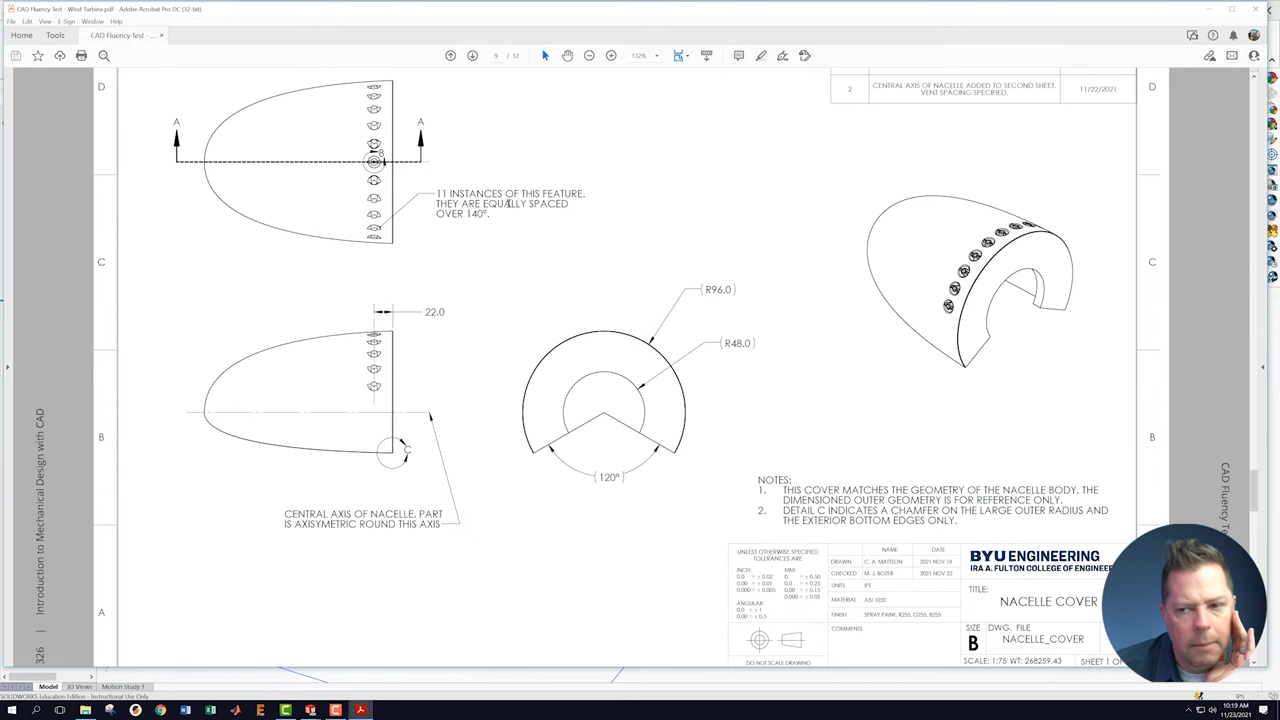 CAD Fluency Test - Wind Turbine.pdf - Adobe Acrobat Pro DC (32-bit)
File Edit View E-Sign Window Help
Home Tools CAD Fluency Test - ... ×
9 / 12 132%
D
2 CENTRAL AXIS OF NACELLE ADDED TO SECOND SHEET. VENT SPACING SPECIFIED. 11/22/2021
D
A A
B
11 INSTANCES OF THIS FEATURE.
THEY ARE EQUALLY SPACED
OVER 140°.
C C
(R96.0)
22.0
(R48.0)
B B
C
(120°)
CENTRAL AXIS OF NACELLE. PART
IS AXISYMETRIC ROUND THIS AXIS
NOTES:
1. THIS COVER MATCHES THE GEOMETRY OF THE NACELLE BODY. THE
DIMENSIONED OUTER GEOMETRY IS FOR REFERENCE ONLY.
2. DETAIL C INDICATES A CHAMFER ON THE LARGE OUTER RADIUS AND
THE EXTERIOR BOTTOM EDGES ONLY.
A
326 | Introduction to Mechanical Design with CAD
CAD Fluency Te
UNLESS OTHERWISE SPECIFIED
TOLERANCES ARE
INCH: MM:
0.0 = ± 0.02 0. = ± 0.50
0.00 = ± 0.01 0.0 = ± 0.25
0.000 = ± 0.005 0.00 = ± 0.15
0.000 = ± 0.05
ANGULAR:
0.0 = ± 1
0.00 = ± 0.5
DO NOT SCALE DRAWING
NAME DATE
DRAWN C. A. MATTSON 2021 NOV 19
CHECKED 2021 NOV 22
UNITS IPS
MATERIAL AISI 1020
FINISH SPRAY PAINT, R255, G255, B255
COMMENTS
BYU ENGINEERING
IRA A. FULTON COLLEGE OF ENGINEER
TITLE:
NACELLE COVER
SIZE DWG. FILE
B NACELLE_COVER
SCALE: 1:75 WT: 268259.43 SHEET 1 OF
Model 3D Views Motion Study 1
SOLIDWORKS Education Edition - Instructional Use Only
IPS
10:19 AM
11/23/2021